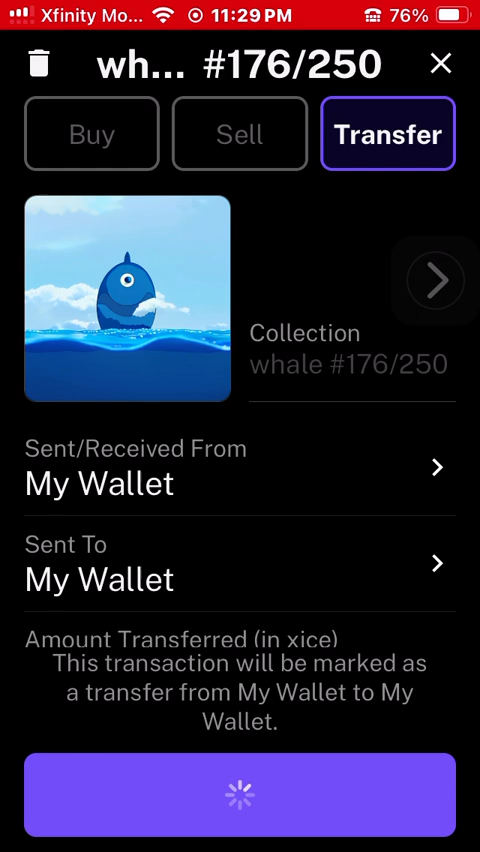 Xfinity Mo... 11:29 PM 76%
wh... #176/250
Buy Sell Transfer
Collection
whale #176/250
Sent/Received From
My Wallet
Sent To
My Wallet
Amount Transferred (in xice)
This transaction will be marked as
a transfer from My Wallet to My
Wallet.